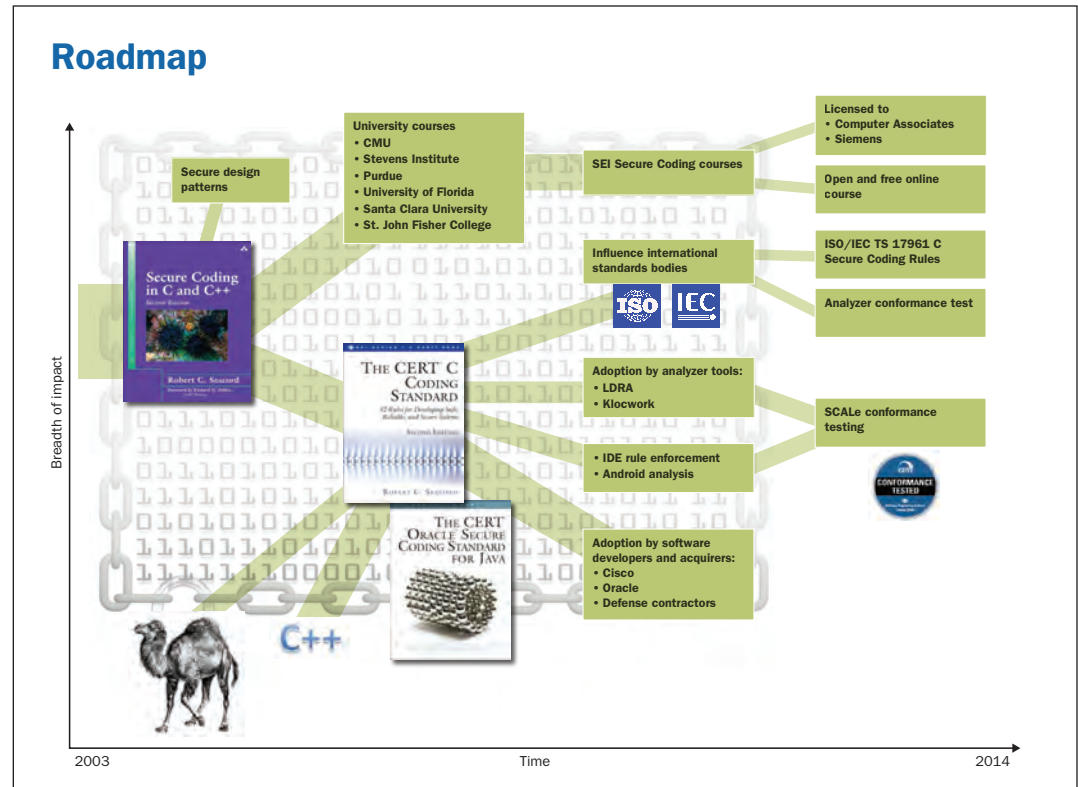 Roadmap
Breadth of impact
Secure design
patterns
University courses
• CMU
• Stevens Institute
• Purdue
• University of Florida
• Santa Clara University
• St. John Fisher College
SEI Secure Coding courses
Licensed to
• Computer Associates
• Siemens
Open and free online
course
Influence international
standards bodies
ISO
IEC
ISO/IEC TS 17961 C
Secure Coding Rules
Analyzer conformance test
Secure Coding
in C and C++
Second Edition
Robert C. Seacord
The CERT C
Coding
Standard
Second Edition
Robert C. Seacord
Adoption by analyzer tools:
• LDRA
• Klocwork
• IDE rule enforcement
• Android analysis
SCALe conformance
testing
CERT
CONFORMANCE
TESTED
The CERT
Oracle Secure
Coding Standard
for Java
Adoption by software
developers and acquirers:
• Cisco
• Oracle
• Defense contractors
C++
2003
Time
2014